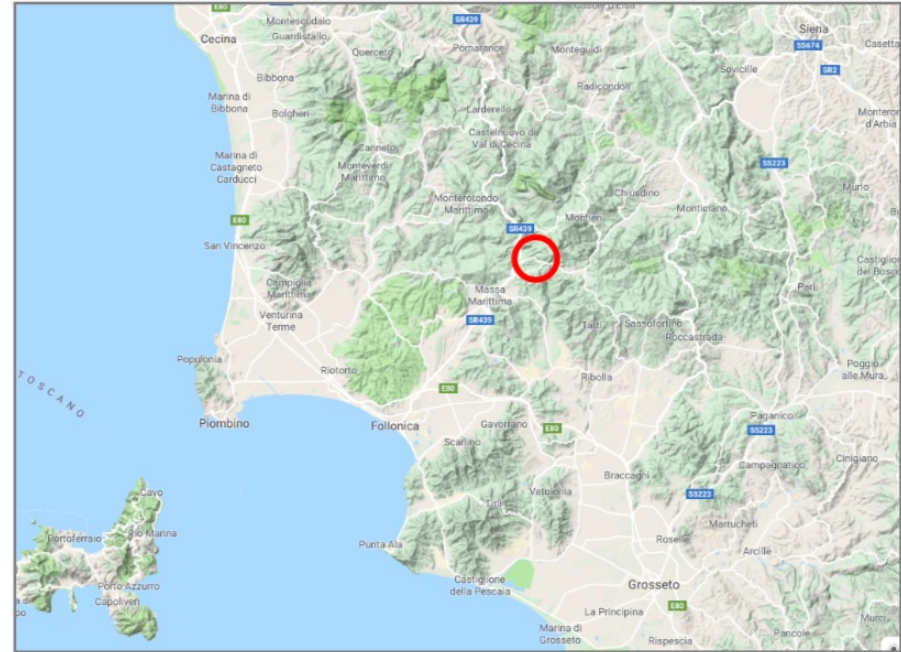 Montescudaio
SR439
Siena
Cecina
Guardistallo
Pomarance
SS674
Casetta
Querceto
Monteguidi
Sovicille
SR2
Bibbona
Radicondoli
Marina di
Bibbona
Bolgheri
Larderello
Monteron
d'Arbia
Castelnuovo di
Val di Cecina
Canneto
Marina di
Castagneto
Carducci
Monteverdi
Marittimo
SS223
Chiusdino
Murlo
Monterotondo
Marittimo
Monticiano
E80
Montieri
SR439
San Vincenzo
Castiglion
del Bosco
Campiglia
Marittima
Massa
Marittima
Pari
Venturina
Terme
SR439
Tatti
Sassofortino
Roccastrada
Populonia
Poggio
alle Mura
TOSCANO
Riotorto
Ribolla
E80
Piombino
Follonica
Gavorrano
E80
Paganico
SS223
Scarlino
Cinigiano
Braccagni
Campagnatico
Cavo
Vetulonia
SS223
Tirli
Portoferraio
Rio Marina
Marrucheti
Punta Ala
Roselle
Arcille
Porto Azzurro
Capoliveri
Castiglione
della Pescaia
Grosseto
E80
La Principina
Marina di
Grosseto
Rispescia
Pancole
Murci